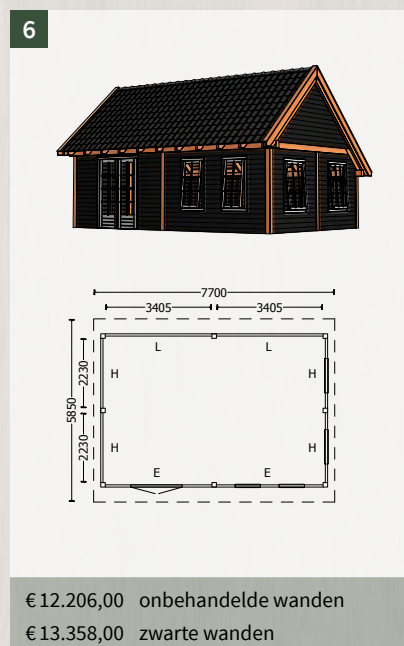 6
7700
3405 3405
L L
2230 H H
5850
2230 H H
E E
€ 12.206,00 onbehandelde wanden
€ 13.358,00 zwarte wanden